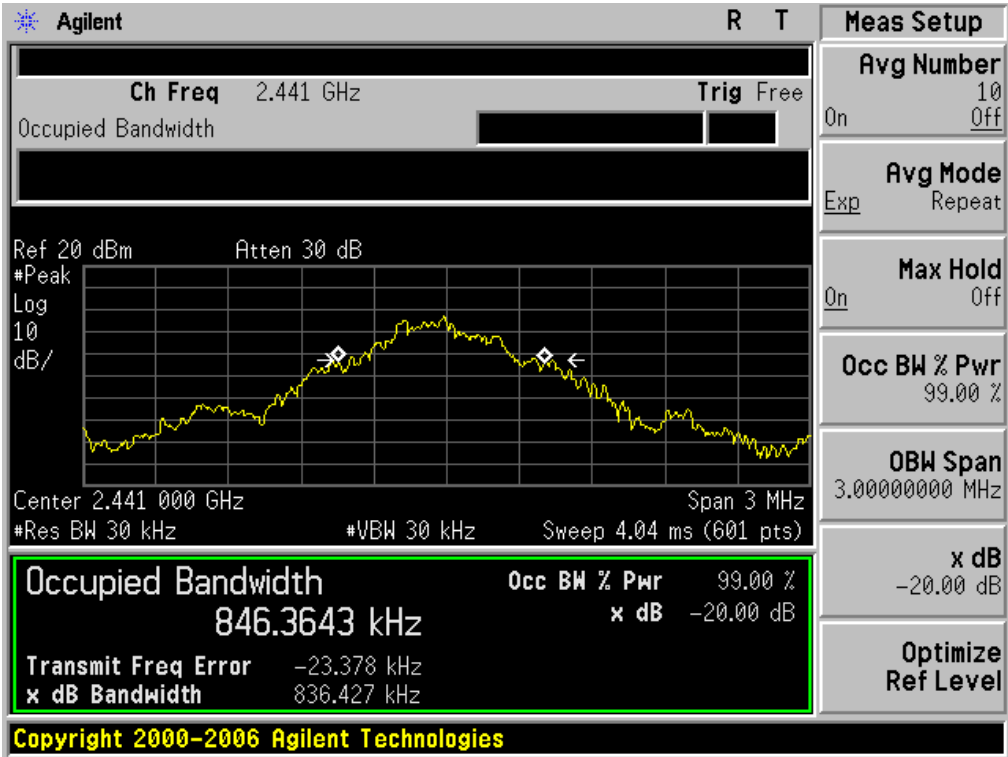 Agilent R T
Ch Freq 2.441 GHz Trig Free
Occupied Bandwidth
Ref 20 dBm Atten 30 dB
#Peak
Log
10
dB/
Center 2.441 000 GHz Span 3 MHz
#Res BW 30 kHz #VBW 30 kHz Sweep 4.04 ms (601 pts)
Occupied Bandwidth
846.3643 kHz
Occ BW % Pwr 99.00 %
x dB -20.00 dB
Transmit Freq Error -23.378 kHz
x dB Bandwidth 836.427 kHz
Copyright 2000-2006 Agilent Technologies
Meas Setup
Avg Number
10
On Off
Avg Mode
Exp Repeat
Max Hold
On Off
Occ BW % Pwr
99.00 %
OBW Span
3.00000000 MHz
x dB
-20.00 dB
Optimize
Ref Level